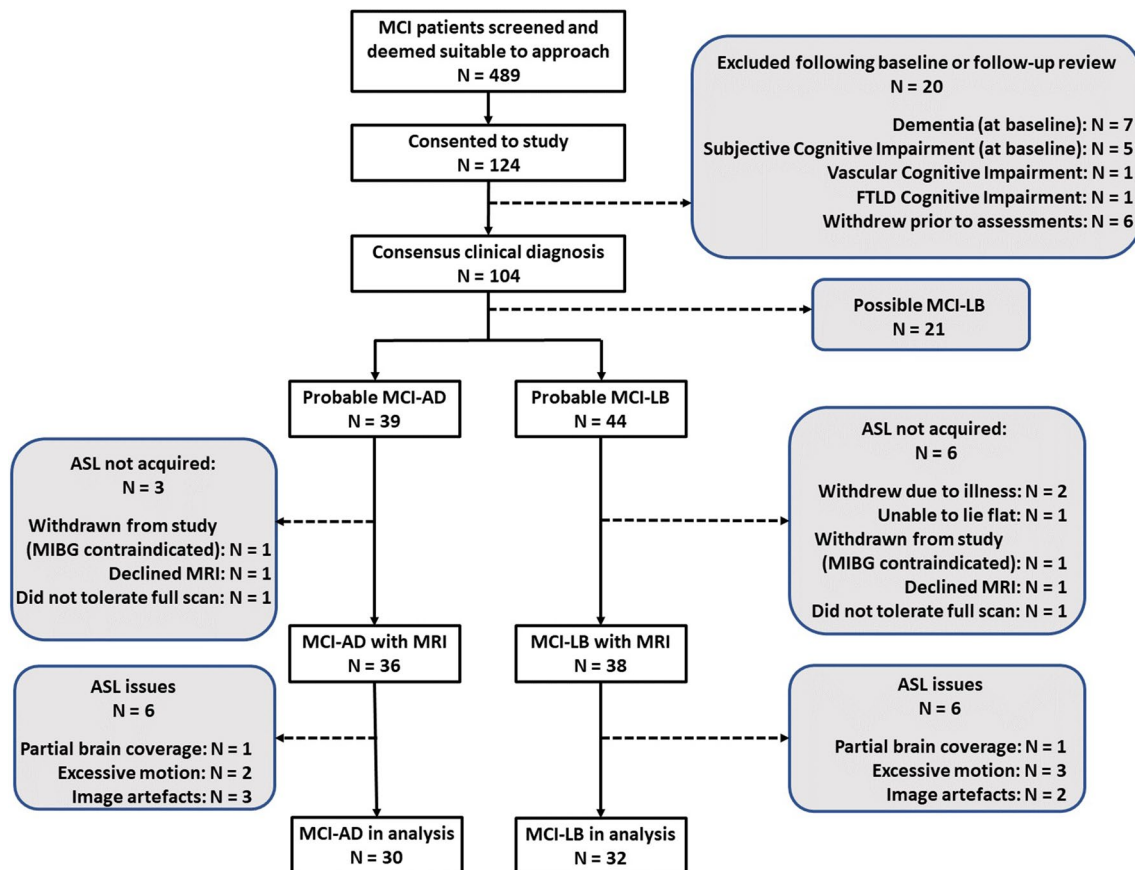 MCI patients screened and
deemed suitable to approach
N = 489
Excluded following baseline or follow-up review
N = 20
Dementia (at baseline): N = 7
Subjective Cognitive Impairment (at baseline): N = 5
Vascular Cognitive Impairment: N = 1
FTLD Cognitive Impairment: N = 1
Withdrew prior to assessments: N = 6
Consented to study
N = 124
Consensus clinical diagnosis
N = 104
Possible MCI-LB
N = 21
Probable MCI-AD
N = 39
Probable MCI-LB
N = 44
ASL not acquired:
N = 3
Withdrawn from study
(MIBG contraindicated): N = 1
Declined MRI: N = 1
Did not tolerate full scan: N = 1
ASL not acquired:
N = 6
Withdrew due to illness: N = 2
Unable to lie flat: N = 1
Withdrawn from study
(MIBG contraindicated): N = 1
Declined MRI: N = 1
Did not tolerate full scan: N = 1
MCI-AD with MRI
N = 36
MCI-LB with MRI
N = 38
ASL issues
N = 6
Partial brain coverage: N = 1
Excessive motion: N = 2
Image artefacts: N = 3
ASL issues
N = 6
Partial brain coverage: N = 1
Excessive motion: N = 3
Image artefacts: N = 2
MCI-AD in analysis
N = 30
MCI-LB in analysis
N = 32